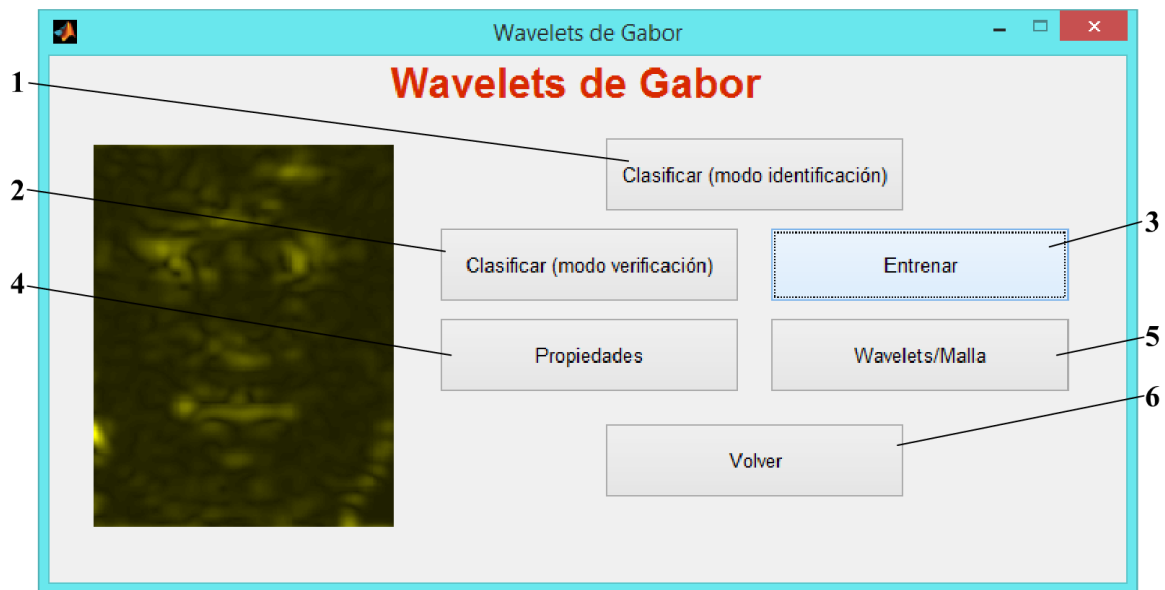 Wavelets de Gabor
Wavelets de Gabor
1
Clasificar (modo identificación)
2
Clasificar (modo verificación)
3
Entrenar
4
Propiedades
5
Wavelets/Malla
6
Volver